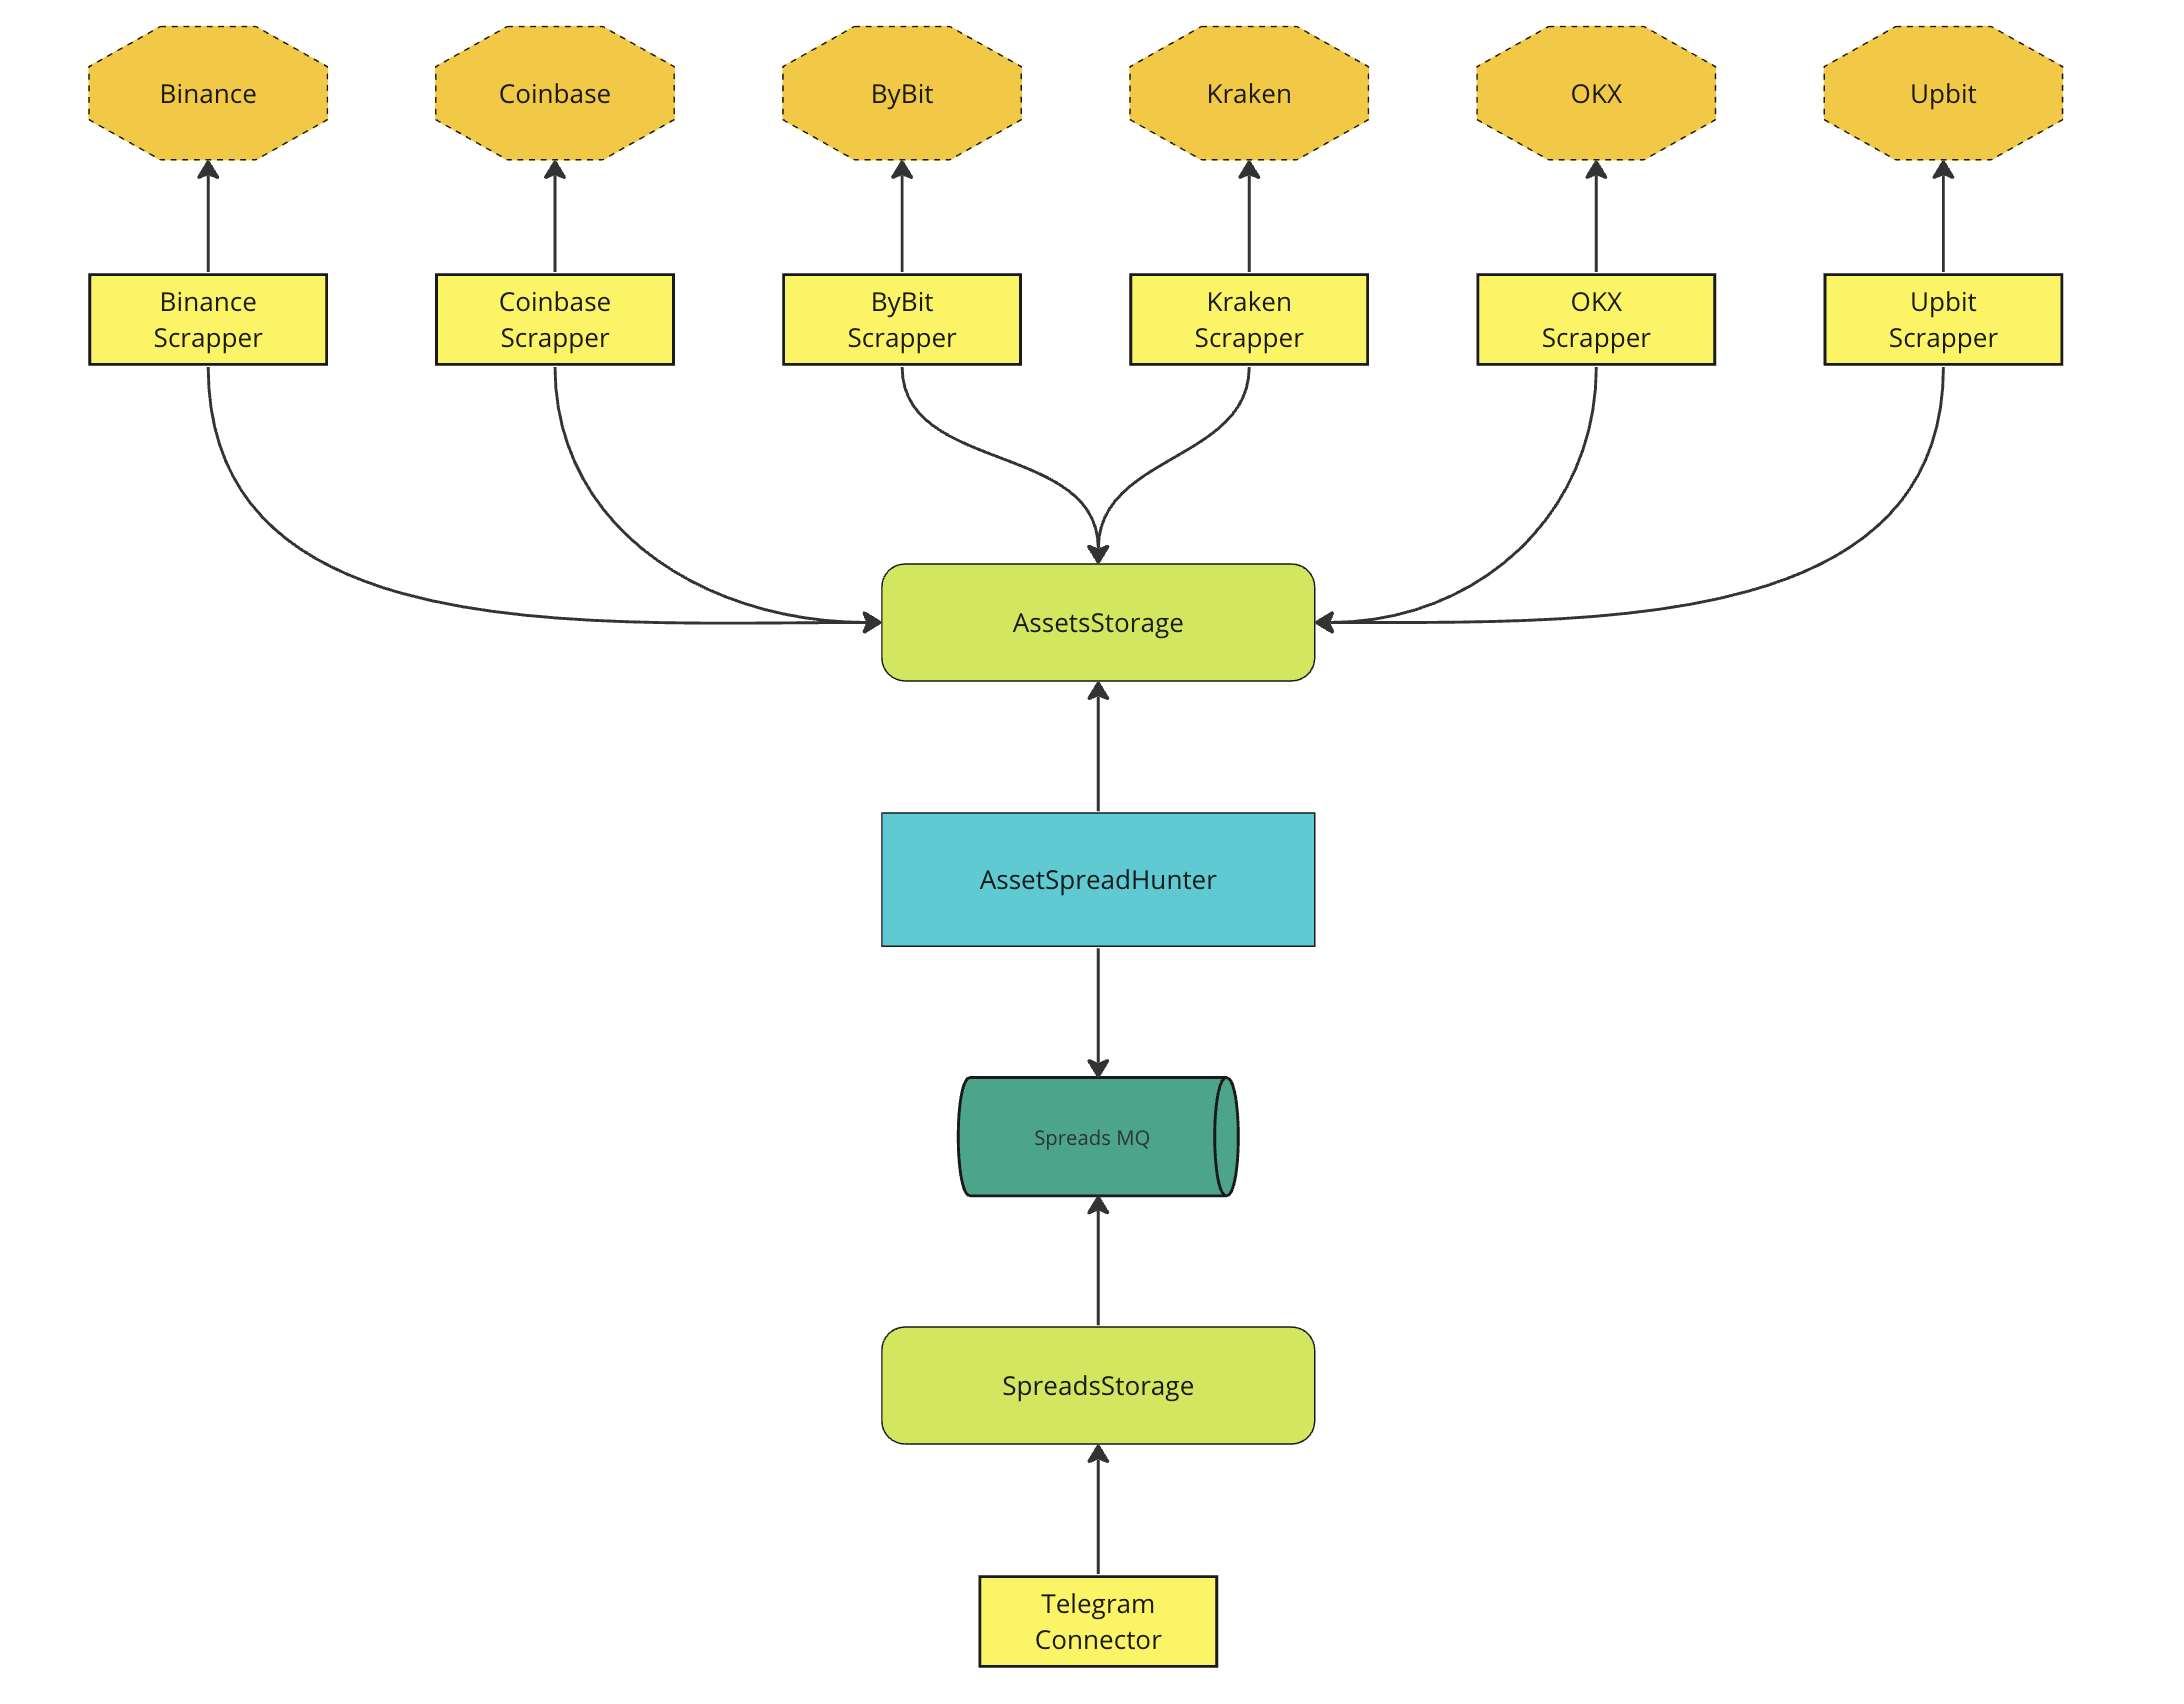 Binance
Coinbase
ByBit
Kraken
OKX
Upbit
Binance
Scrapper
Coinbase
Scrapper
ByBit
Scrapper
Kraken
Scrapper
OKX
Scrapper
Upbit
Scrapper
AssetsStorage
AssetSpreadHunter
Spreads MQ
SpreadsStorage
Telegram
Connector